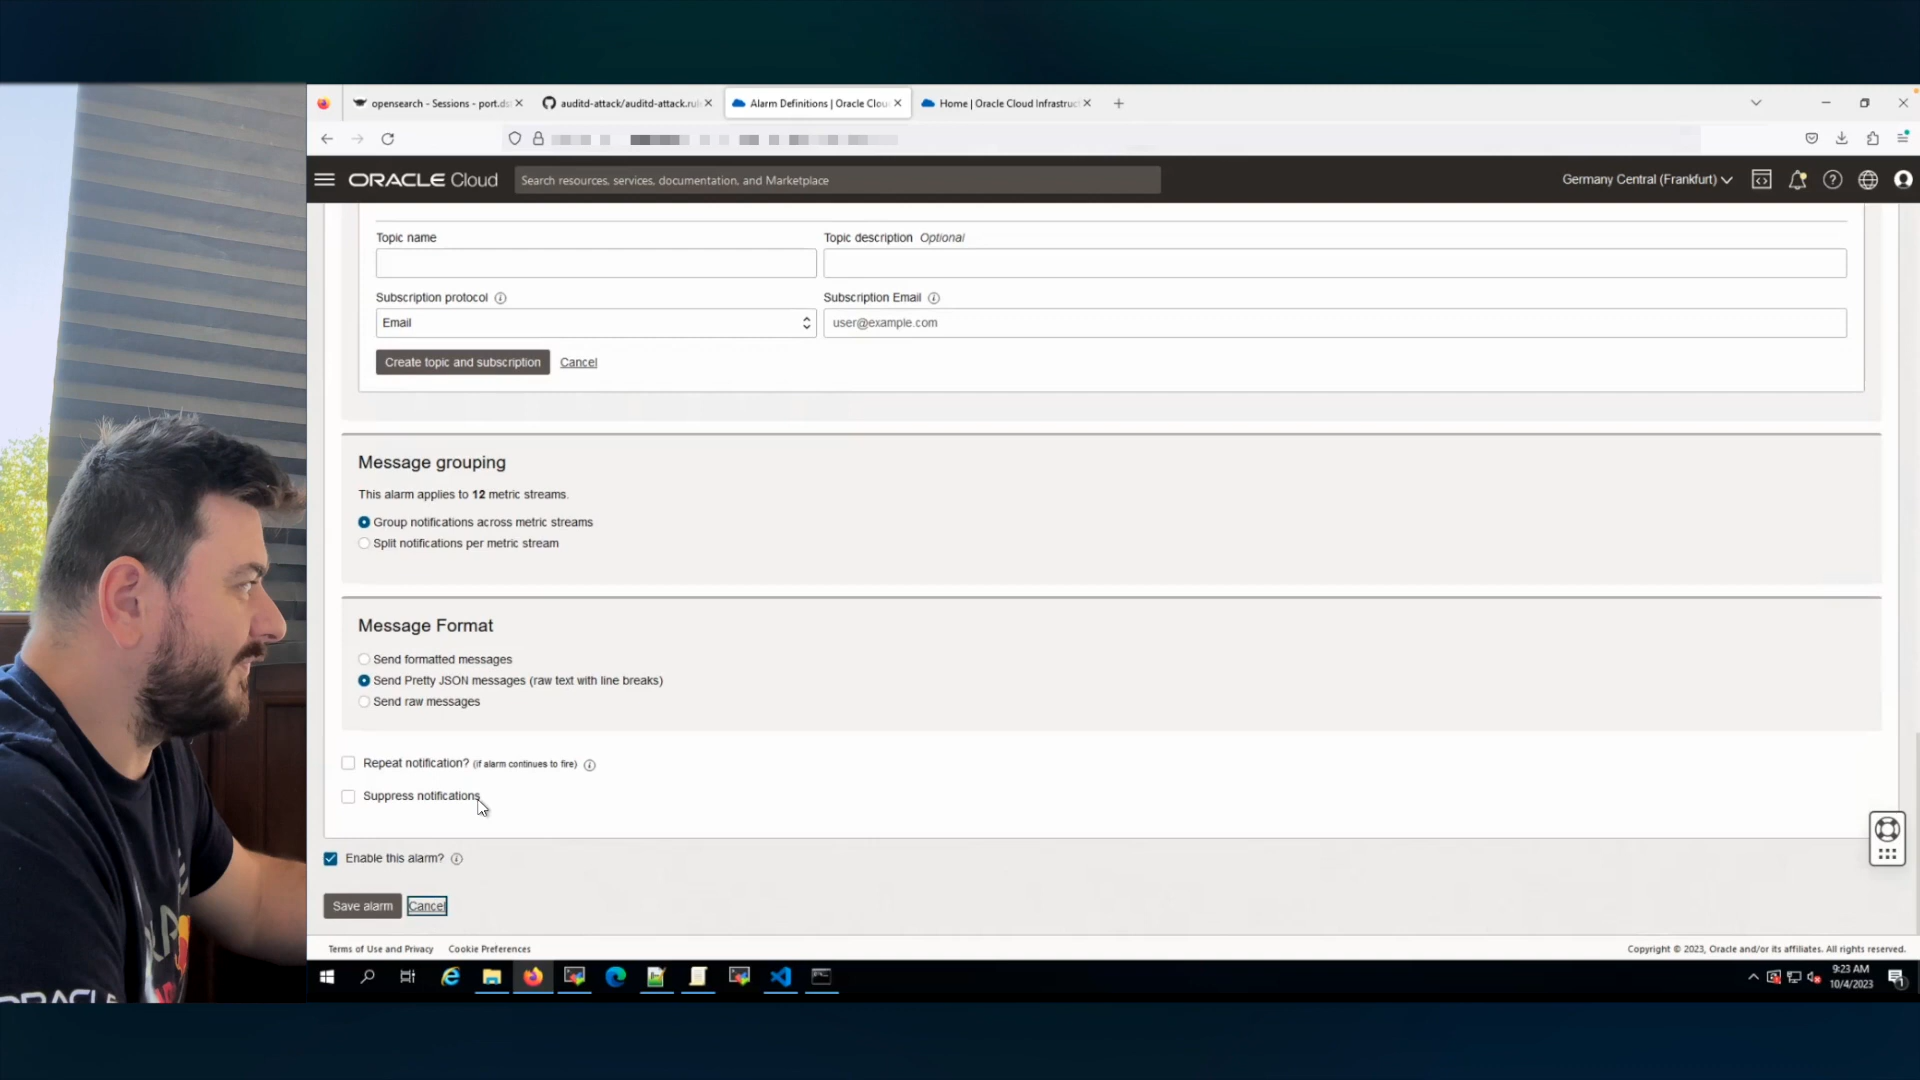 opensearch - Sessions - port.ds
auditd-attack/auditd-attack.rul
Alarm Definitions | Oracle Clou
Home | Oracle Cloud Infrastruc
ORACLE Cloud
Search resources, services, documentation, and Marketplace
Germany Central (Frankfurt)
Topic name
Topic description Optional
Subscription protocol
Subscription Email
Email
user@example.com
Create topic and subscription
Cancel
Message grouping
This alarm applies to 12 metric streams.
Group notifications across metric streams
Split notifications per metric stream
Message Format
Send formatted messages
Send Pretty JSON messages (raw text with line breaks)
Send raw messages
Repeat notification? (if alarm continues to fire)
Suppress notifications
Enable this alarm?
Save alarm
Cancel
Terms of Use and Privacy
Cookie Preferences
Copyright © 2023, Oracle and/or its affiliates. All rights reserved.
9:23 AM
10/4/2023
1